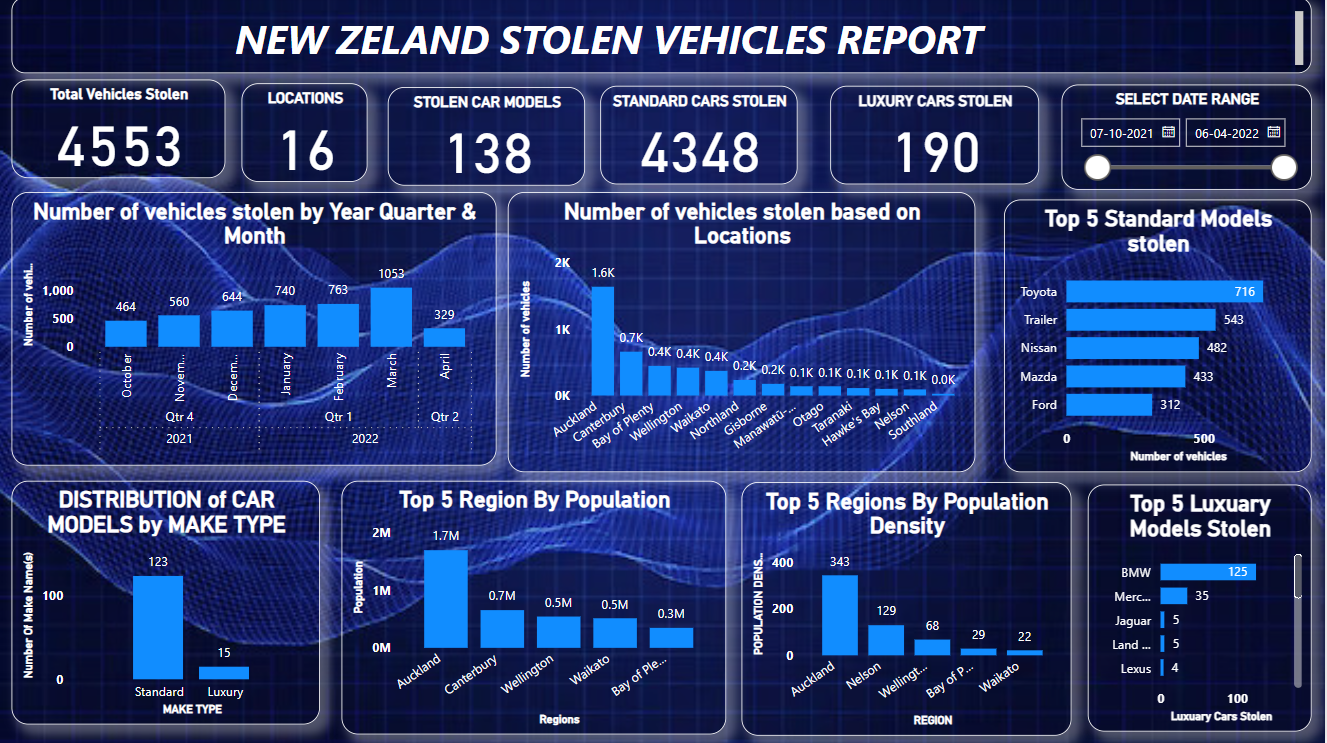 NEW ZELAND STOLEN VEHICLES REPORT
Total Vehicles Stolen
4553
LOCATIONS
16
STOLEN CAR MODELS
138
STANDARD CARS STOLEN
4348
LUXURY CARS STOLEN
190
SELECT DATE RANGE
07-10-2021
06-04-2022
Number of vehicles stolen by Year Quarter &
Month
Number of vehi...
1,000
500
0
464
560
644
740
763
1053
329
October
Novem...
Decem...
January
February
March
April
Qtr 4
Qtr 1
Qtr 2
2021
2022
Number of vehicles stolen based on
Locations
Number of vehicles
2K
1K
0K
1.6K
0.7K
0.4K
0.4K
0.4K
0.2K
0.2K
0.1K
0.1K
0.1K
0.1K
0.1K
0.0K
Auckland
Canterbury
Bay of Plenty
Wellington
Waikato
Northland
Gisborne
Manawatū-...
Otago
Taranaki
Hawke's Bay
Nelson
Southland
Top 5 Standard Models
stolen
Toyota 716
Trailer 543
Nissan 482
Mazda 433
Ford 312
0 500
Number of vehicles
DISTRIBUTION of CAR
MODELS by MAKE TYPE
Number Of Make Name(s)
100
0
123
15
Standard
Luxury
MAKE TYPE
Top 5 Region By Population
Population
2M
1M
0M
1.7M
0.7M
0.5M
0.5M
0.3M
Auckland
Canterbury
Wellington
Waikato
Bay of Ple...
Regions
Top 5 Regions By Population
Density
POPULATION DENS...
400
200
0
343
129
68
29
22
Auckland
Nelson
Wellingt...
Bay of P...
Waikato
REGION
Top 5 Luxuary
Models Stolen
BMW 125
Merc... 35
Jaguar 5
Land ... 5
Lexus 4
0 100
Luxuary Cars Stolen